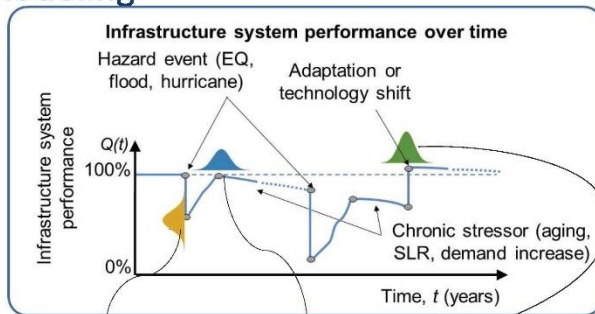 Infrastructure system performance over time
Hazard event (EQ,
flood, hurricane)
Adaptation or
technology shift
Infrastructure system
performance
Q(t)
100%
0%
Chronic stressor (aging,
SLR, demand increase)
Time, t (years)